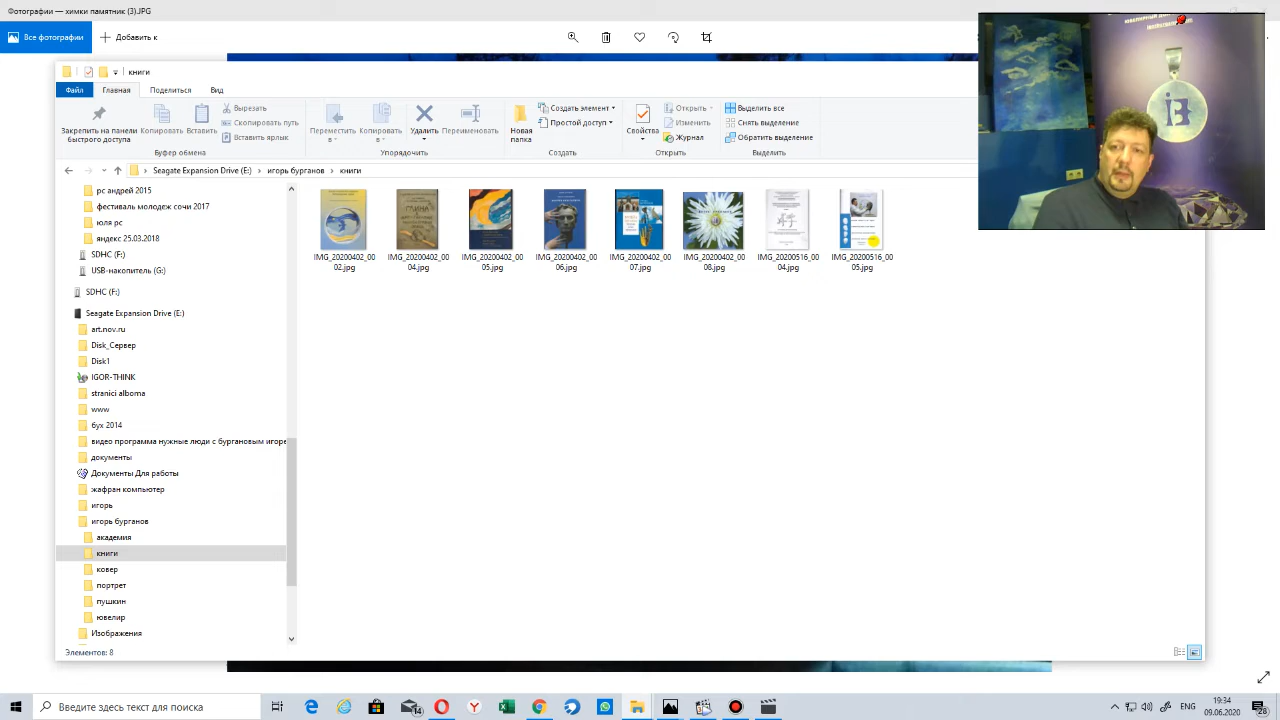 Фотографии — химки памятник (3).JPG
Все фотографии
Добавить к
книги
Файл
Главная
Поделиться
Вид
Закрепить на панели быстрого доступа
Копировать
Вставить
Вырезать
Скопировать путь
Вставить ярлык
Буфер обмена
Переместить в
Копировать в
Удалить
Переименовать
Упорядочить
Новая папка
Создать элемент
Простой доступ
Создать
Свойства
Открыть
Изменить
Журнал
Открыть
Выделить все
Снять выделение
Обратить выделение
Выделить
Seagate Expansion Drive (E:) › игорь бурганов › книги
рс андрей 2015
фестиваль молодеж сочи 2017
юля рс
яндекс 25.03.2018
SDHC (F:)
USB-накопитель (G:)
SDHC (F:)
Seagate Expansion Drive (E:)
art.nov.ru
Disk_Сервер
Disk1
IGOR-THINK
stranici alboma
www
бух 2014
видео программа нужные люди с бургановым игоре
документы
Документы Для работы
жафран компьютер
игорь
игорь бурганов
академия
книги
ковер
портрет
пушкин
ювелир
Изображения
IMG_20200402_0002.jpg
IMG_20200402_0004.jpg
IMG_20200402_0005.jpg
IMG_20200402_0006.jpg
IMG_20200402_0007.jpg
IMG_20200402_0008.jpg
IMG_20200516_0004.jpg
IMG_20200516_0005.jpg
Элементов: 8
Введите здесь текст для поиска
ENG
19:34
09.06.2020